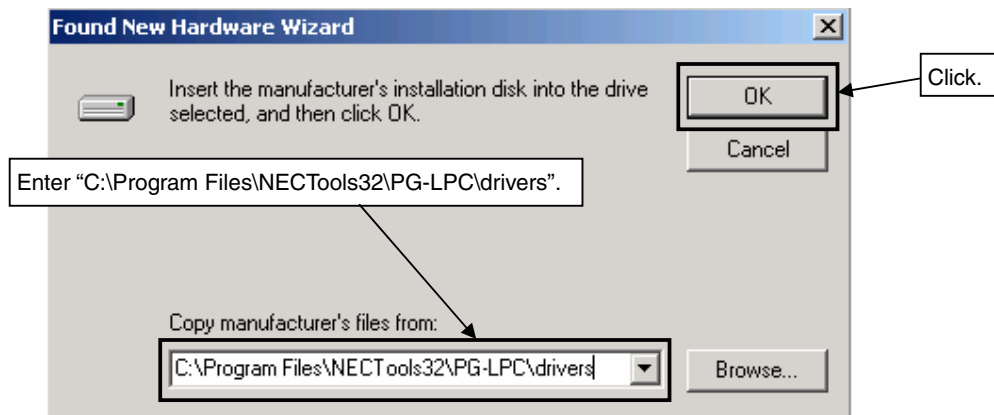 Found New Hardware Wizard
Insert the manufacturer's installation disk into the drive
selected, and then click OK.
OK
Click.
Cancel
Enter “C:\Program Files\NECTools32\PG-LPC\drivers”.
Copy manufacturer's files from:
C:\Program Files\NECTools32\PG-LPC\drivers
Browse...